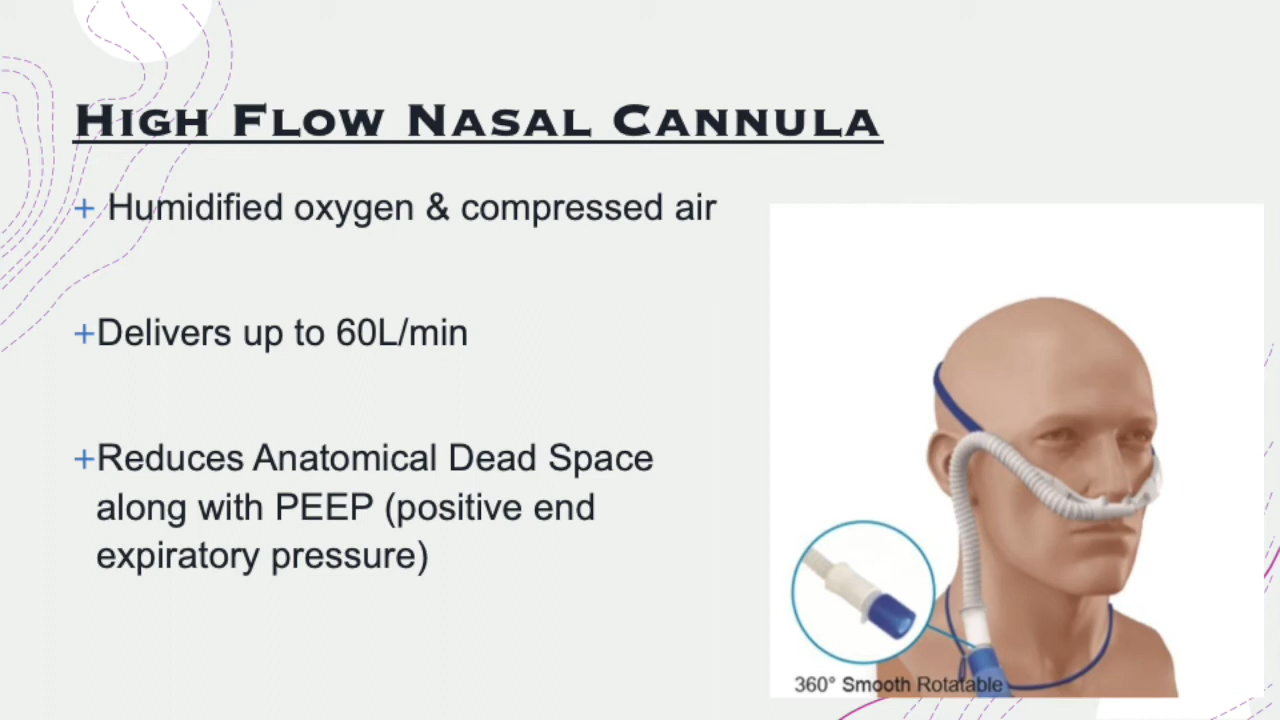 High Flow Nasal Cannula
+ Humidified oxygen & compressed air
+Delivers up to 60L/min
+Reduces Anatomical Dead Space
along with PEEP (positive end
expiratory pressure)
360° Smooth Rotatable